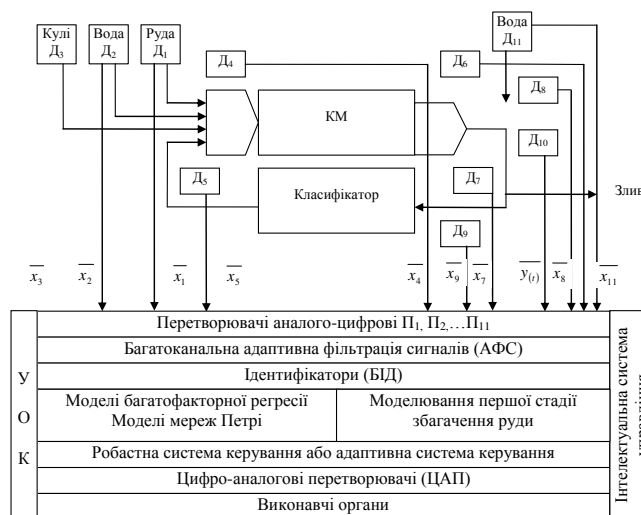 Кулі Д3
Вода Д2
Руда Д1
Д4
Д6
Вода Д11
Д8
КМ
Д10
Д5
Класифікатор
Д7
Злив
Д9
x3
x2
x1
x5
x4
x9
x7
y(t)
x8
x11
Перетворювачі аналого-цифрові П1, П2,…П11
Багатоканальна адаптивна фільтрація сигналів (АФС)
Ідентифікатори (БІД)
Моделі багатофакторної регресії
Моделі мереж Петрі
Моделювання першої стадії
збагачення руди
Робастна система керування або адаптивна система керування
Цифро-аналогові перетворювачі (ЦАП)
Виконавчі органи
У
О
К
Інтелектуальна система